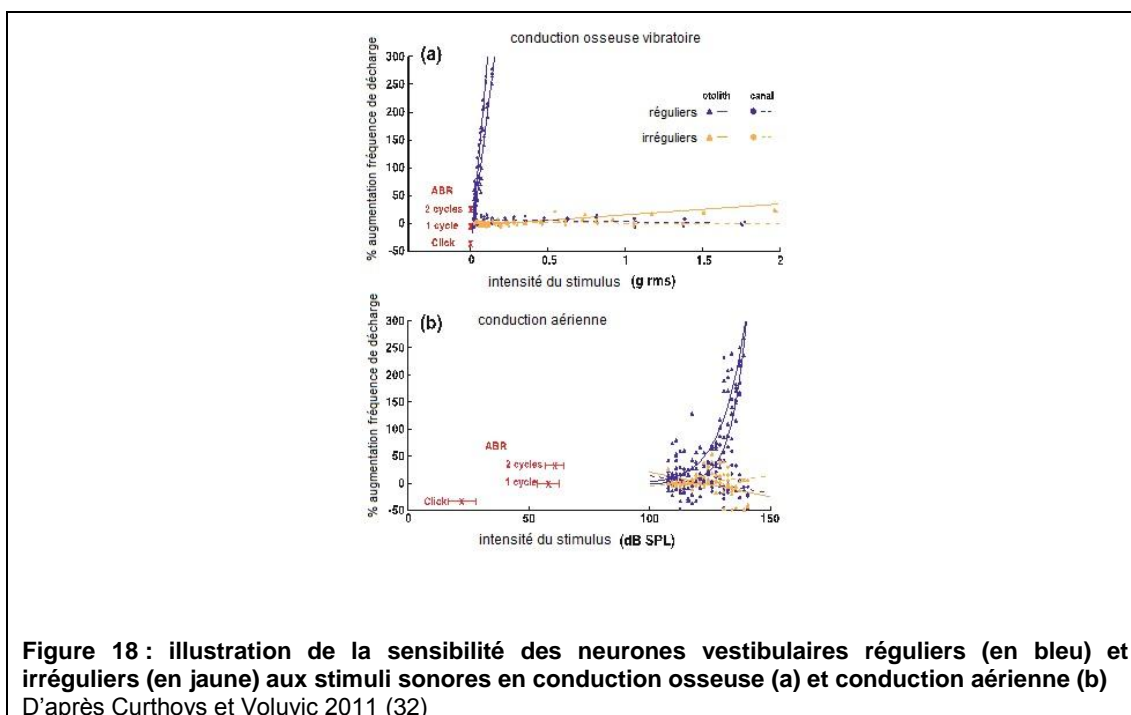 conduction osseuse vibratoire
(a)
% augmentation fréquence de décharge
300
250
200
150
100
50
0
-50
otolith canal
réguliers
irréguliers
ABR
2 cycles
1 cycle
Click
0 0.5 1 1.5 2
intensité du stimulus (g rms)
(b) conduction aérienne
% augmentation fréquence de décharge
300
250
200
150
100
50
0
-50
ABR
2 cycles
1 cycle
Click
0 50 100 150
intensité du stimulus (dB SPL)
Figure 18 : illustration de la sensibilité des neurones vestibulaires réguliers (en bleu) et
irréguliers (en jaune) aux stimuli sonores en conduction osseuse (a) et conduction aérienne (b)
D'après Curthoys et Voluvic 2011 (32)